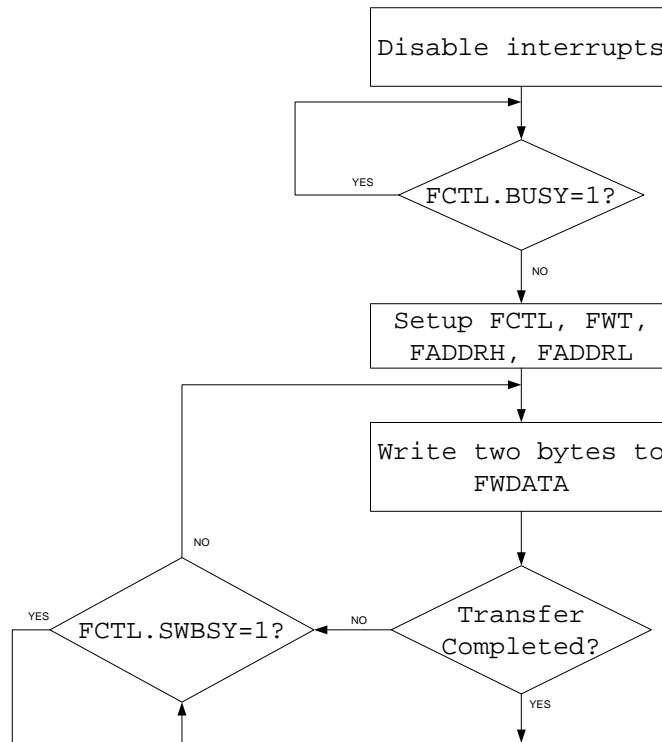 Disable interrupts
YES
FCTL.BUSY=1?
NO
Setup FCTL, FWT,
FADDRH, FADDRL
Write two bytes to
FWDATA
NO
YES
FCTL.SWBSY=1?
NO
Transfer
Completed?
YES